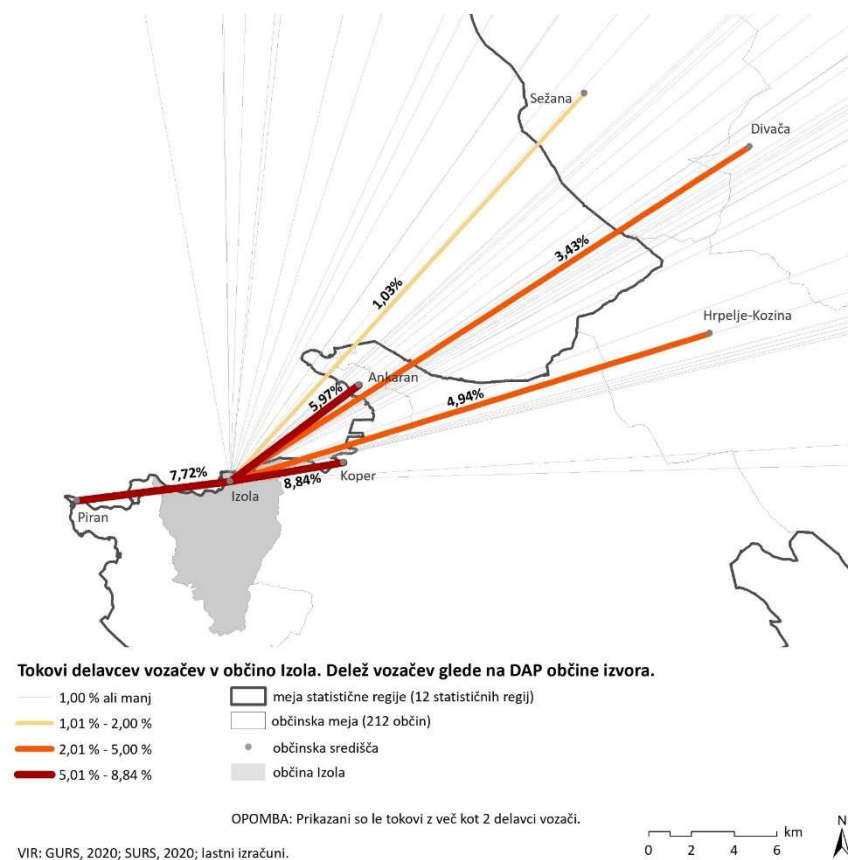 Sežana
Divača
3,43%
1,03%
Hrpelje-Kozina
Ankaran
5,97%
4,94%
7,72%
8,84%
Koper
Izola
Piran
Tokovi delavcev vozačev v občino Izola. Delež vozačev glede na DAP občine izvora.
1,00 % ali manj
1,01 % - 2,00 %
2,01 % - 5,00 %
5,01 % - 8,84 %
meja statistične regije (12 statističnih regij)
občinska meja (212 občin)
občinska središča
občina Izola
OPOMBA: Prikazani so le tokovi z več kot 2 delavci vozači.
VIR: GURS, 2020; SURS, 2020; lastni izračuni.
km
0 2 4 6
N